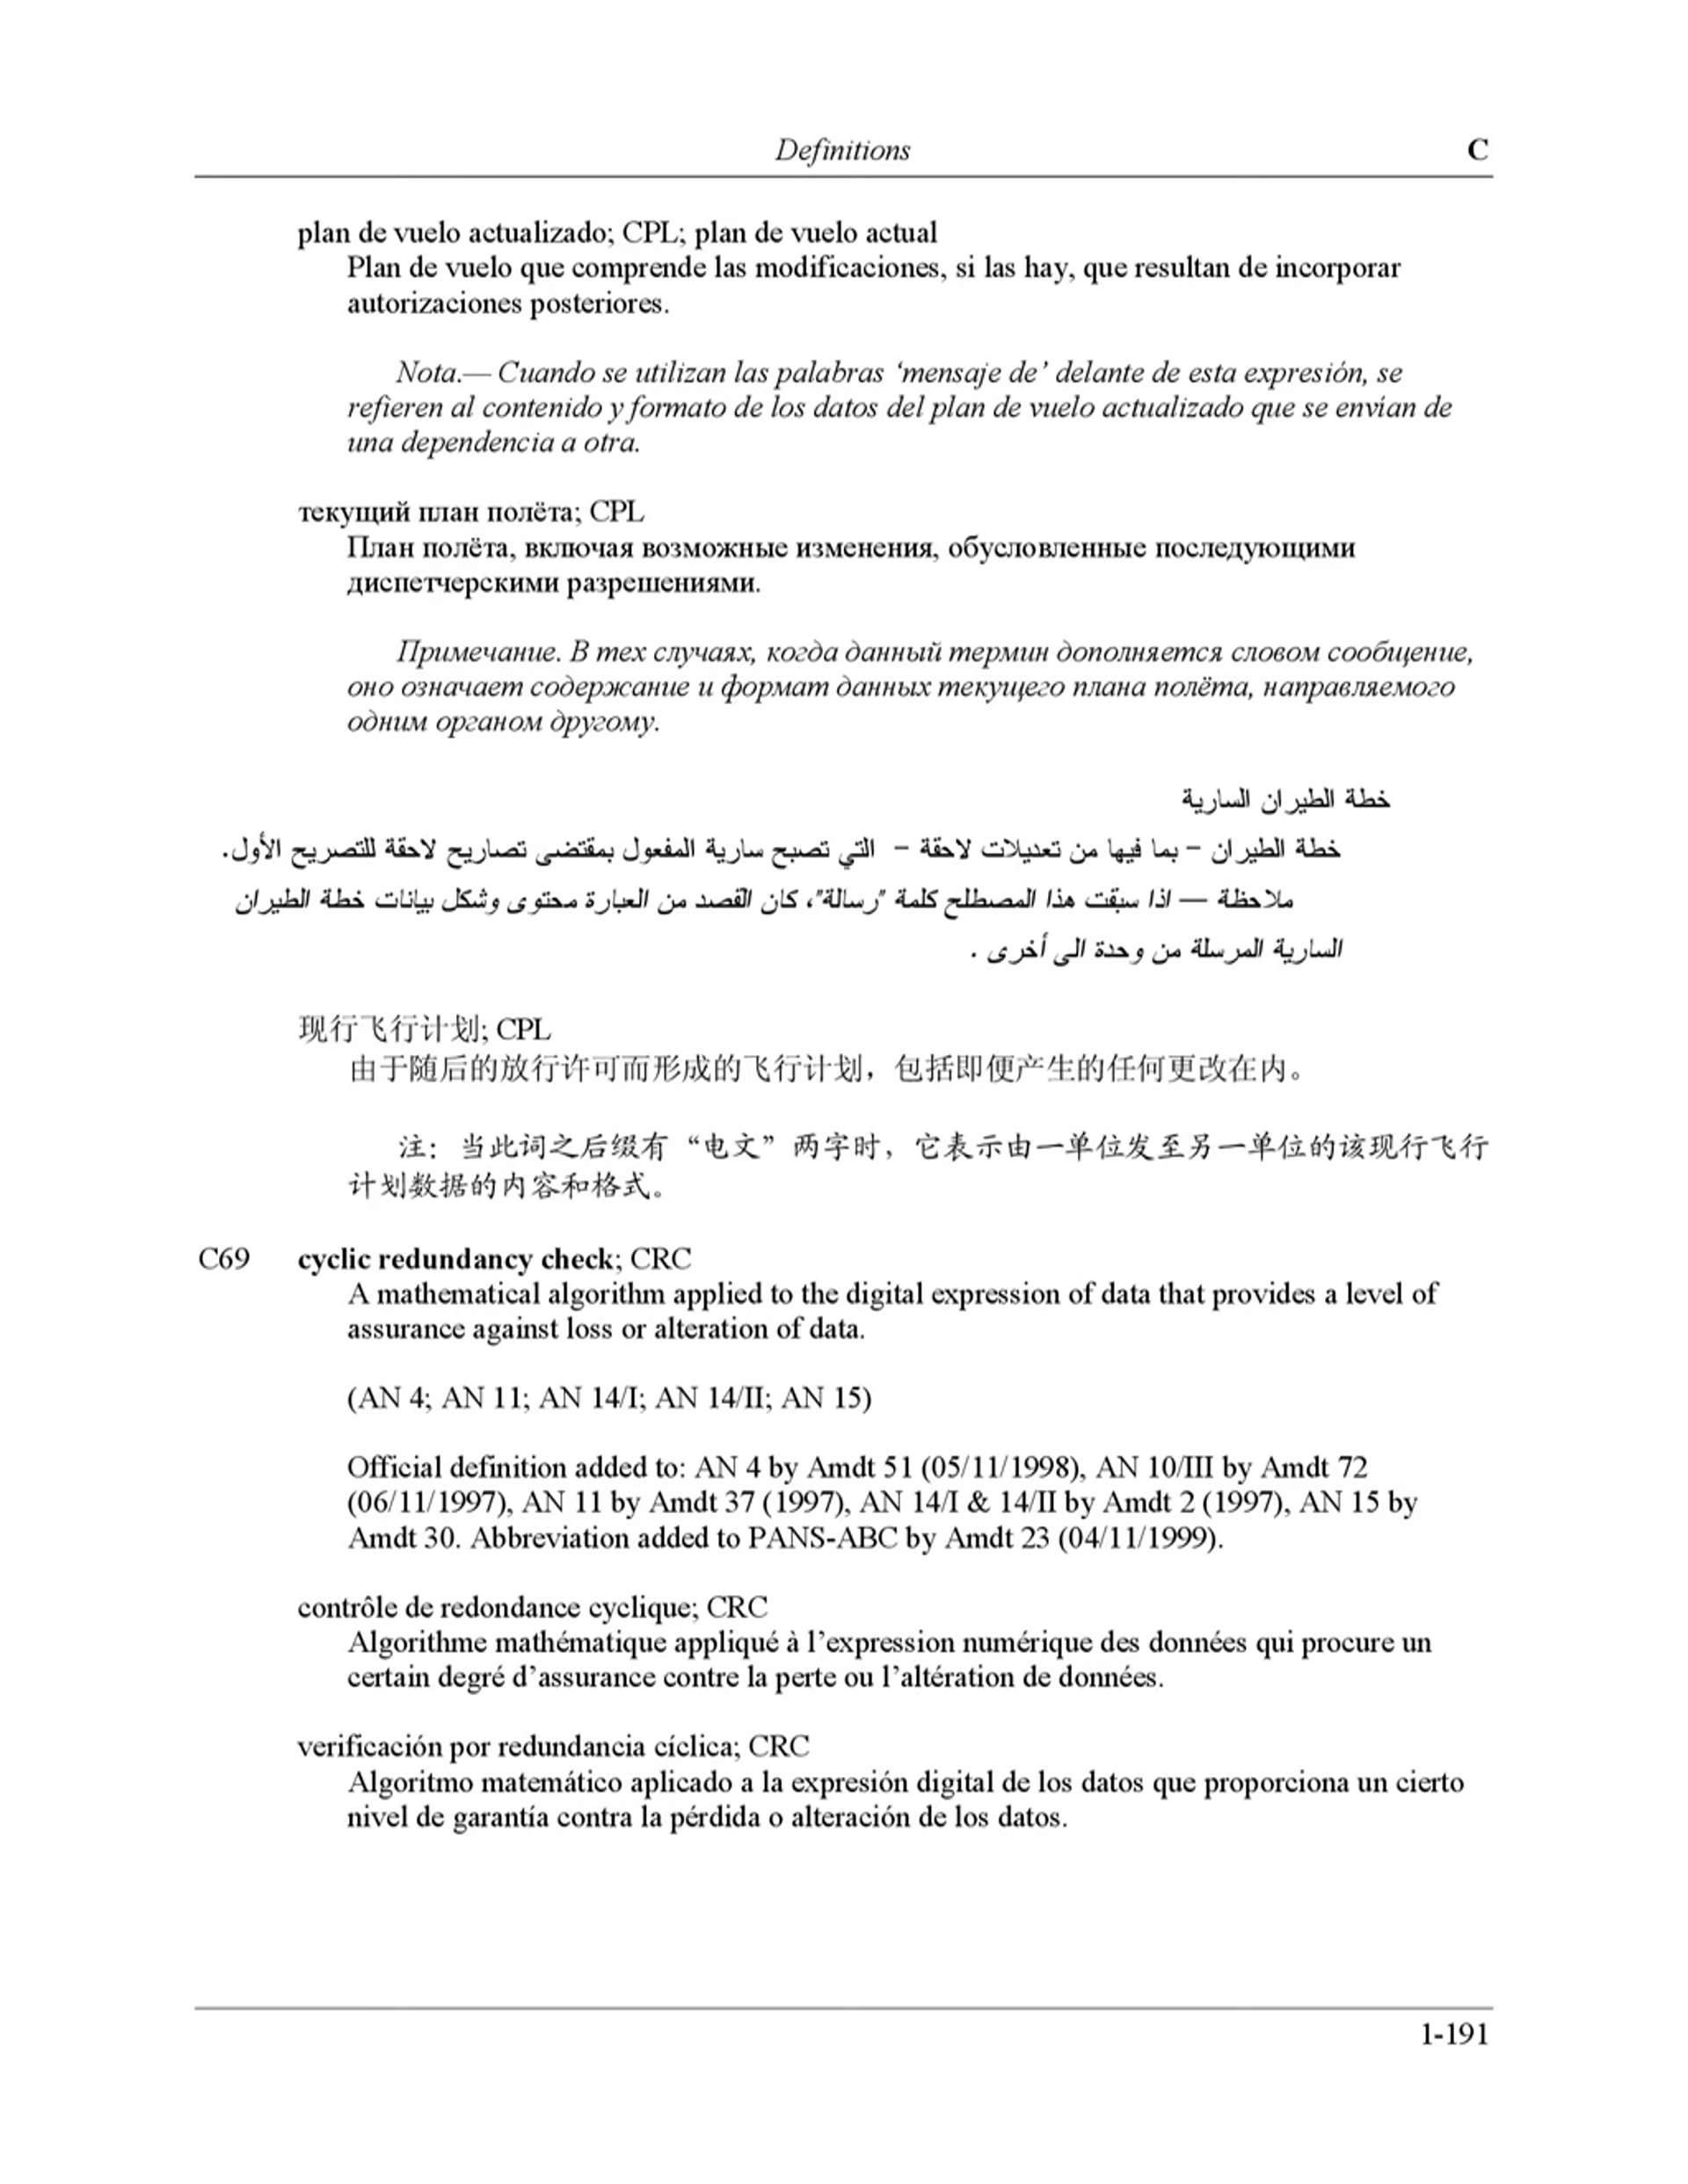 Definitions
C
plan de vuelo actualizado; CPL; plan de vuelo actual
Plan de vuelo que comprende las modificaciones, si las hay, que resultan de incorporar
autorizaciones posteriores.
Nota.— Cuando se utilizan las palabras ‘mensaje de’ delante de esta expresión, se
refieren al contenido y formato de los datos del plan de vuelo actualizado que se envían de
una dependencia a otra.
текущий план полёта; CPL
План полёта, включая возможные изменения, обусловленные последующими
диспетчерскими разрешениями.
Примечание. В тех случаях, когда данный термин дополняется словом сообщение,
оно означает содержание и формат данных текущего плана полёта, направляемого
одним органом другому.
خطة الطيران السارية
خطة الطيران – بما فيها من تعديلات لاحقة – التي تصبح سارية المفعول بمقتضى تصاريح لاحقة للتصريح الأول.
ملاحظة — اذا سبقت هذا المصطلح كلمة "رسالة"، كان القصد من العبارة محتوى وشكل بيانات خطة الطيران
السارية المرسلة من وحدة الى أخرى .
现行飞行计划; CPL
由于随后的放行许可而形成的飞行计划，包括即便产生的任何更改在内。
注：当此词之后缀有“电文”两字时，它表示由一单位发至另一单位的该现行飞行
计划数据的内容和格式。
C69 cyclic redundancy check; CRC
A mathematical algorithm applied to the digital expression of data that provides a level of
assurance against loss or alteration of data.
(AN 4; AN 11; AN 14/I; AN 14/II; AN 15)
Official definition added to: AN 4 by Amdt 51 (05/11/1998), AN 10/III by Amdt 72
(06/11/1997), AN 11 by Amdt 37 (1997), AN 14/I & 14/II by Amdt 2 (1997), AN 15 by
Amdt 30. Abbreviation added to PANS-ABC by Amdt 23 (04/11/1999).
contrôle de redondance cyclique; CRC
Algorithme mathématique appliqué à l’expression numérique des données qui procure un
certain degré d’assurance contre la perte ou l’altération de données.
verificación por redundancia cíclica; CRC
Algoritmo matemático aplicado a la expresión digital de los datos que proporciona un cierto
nivel de garantía contra la pérdida o alteración de los datos.
1-191